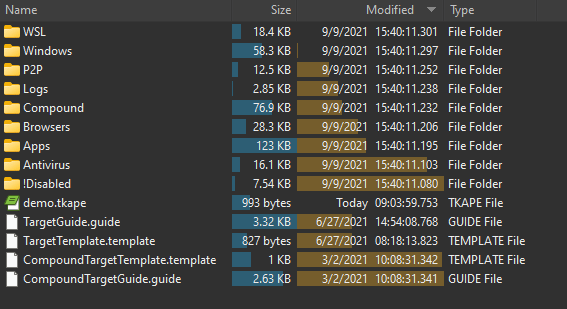 Name Size Modified Type
WSL 18.4 KB 9/9/2021 15:40:11.301 File Folder
Windows 58.3 KB 9/9/2021 15:40:11.297 File Folder
P2P 12.5 KB 9/9/2021 15:40:11.252 File Folder
Logs 2.85 KB 9/9/2021 15:40:11.238 File Folder
Compound 76.9 KB 9/9/2021 15:40:11.232 File Folder
Browsers 28.3 KB 9/9/2021 15:40:11.206 File Folder
Apps 123 KB 9/9/2021 15:40:11.195 File Folder
Antivirus 16.1 KB 9/9/2021 15:40:11.103 File Folder
!Disabled 7.54 KB 9/9/2021 15:40:11.080 File Folder
demo.tkape 993 bytes Today 09:03:59.753 TKAPE File
TargetGuide.guide 3.32 KB 6/27/2021 14:54:08.768 GUIDE File
TargetTemplate.template 827 bytes 6/27/2021 08:18:13.823 TEMPLATE File
CompoundTargetTemplate.template 1 KB 3/2/2021 10:08:31.342 TEMPLATE File
CompoundTargetGuide.guide 2.63 KB 3/2/2021 10:08:31.341 GUIDE File